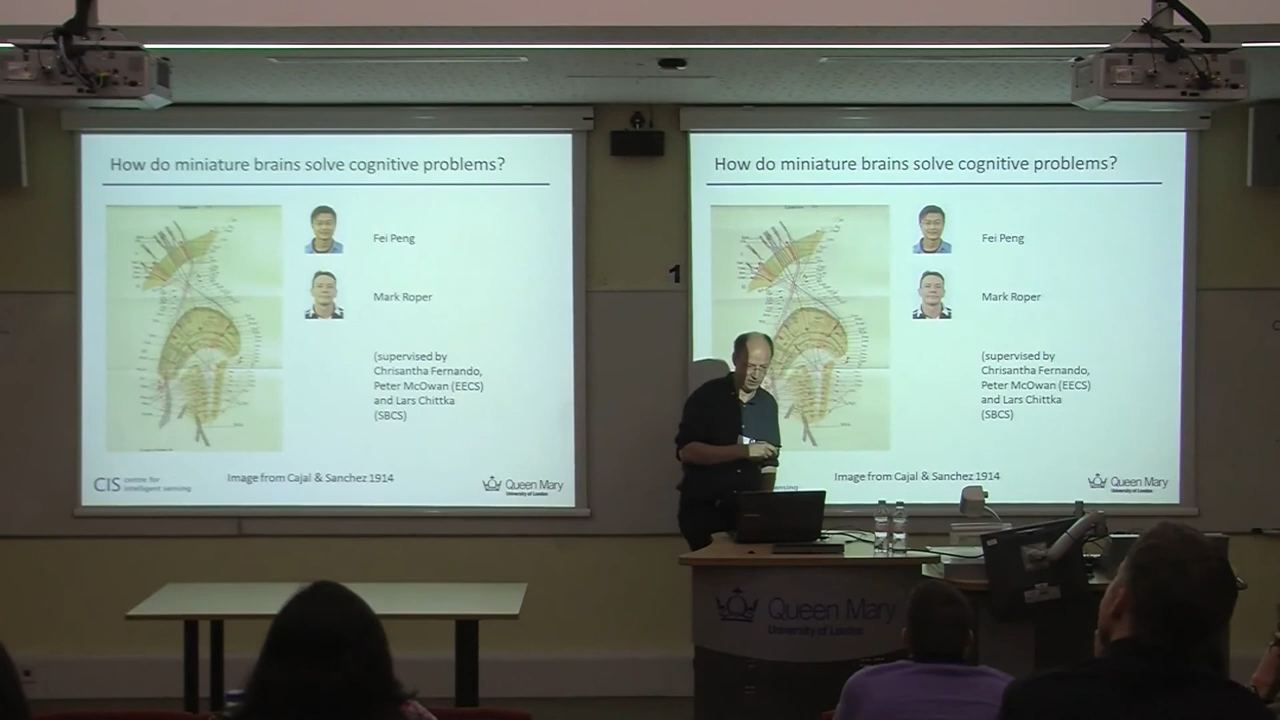 How do miniature brains solve cognitive problems?
Fei Peng
Mark Roper
(supervised by
Chrisantha Fernando,
Peter McOwan (EECS)
and Lars Chittka
(SBCS)
Image from Cajal & Sanchez 1914
CIS centre for
intelligent sensing
Queen Mary
University of London
How do miniature brains solve cognitive problems?
Fei Peng
Mark Roper
(supervised by
Chrisantha Fernando,
Peter McOwan (EECS)
and Lars Chittka
(SBCS)
Image from Cajal & Sanchez 1914
sensing
Queen Mary
University of London
1
Queen Mary
University of London